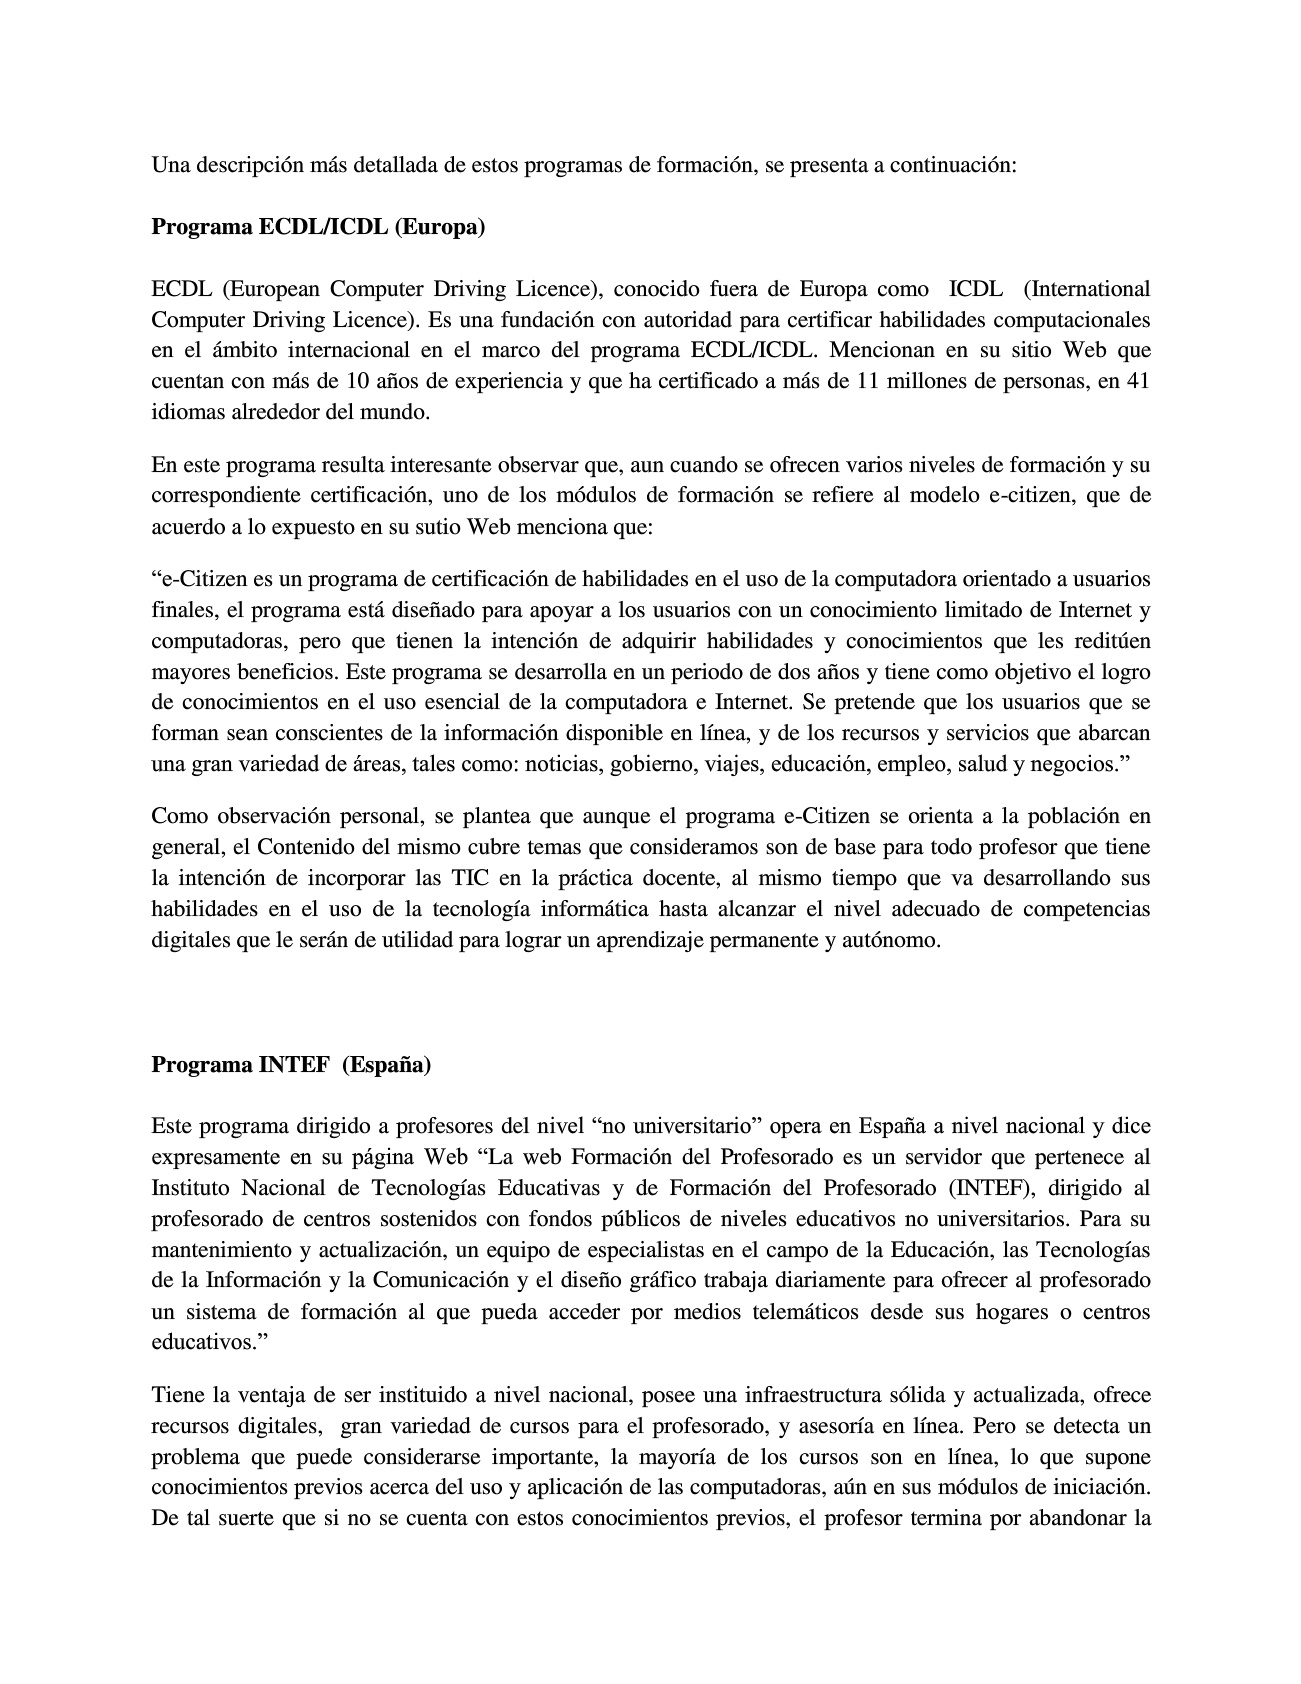 Una descripción más detallada de estos programas de formación, se presenta a continuación:
Programa ECDL/ICDL (Europa)
ECDL (European Computer Driving Licence), conocido fuera de Europa como ICDL (International
Computer Driving Licence). Es una fundación con autoridad para certificar habilidades computacionales
en el ámbito internacional en el marco del programa ECDL/ICDL. Mencionan en su sitio Web que
cuentan con más de 10 años de experiencia y que ha certificado a más de 11 millones de personas, en 41
idiomas alrededor del mundo.
En este programa resulta interesante observar que, aun cuando se ofrecen varios niveles de formación y su
correspondiente certificación, uno de los módulos de formación se refiere al modelo e-citizen, que de
acuerdo a lo expuesto en su sutio Web menciona que:
“e-Citizen es un programa de certificación de habilidades en el uso de la computadora orientado a usuarios
finales, el programa está diseñado para apoyar a los usuarios con un conocimiento limitado de Internet y
computadoras, pero que tienen la intención de adquirir habilidades y conocimientos que les reditúen
mayores beneficios. Este programa se desarrolla en un periodo de dos años y tiene como objetivo el logro
de conocimientos en el uso esencial de la computadora e Internet. Se pretende que los usuarios que se
forman sean conscientes de la información disponible en línea, y de los recursos y servicios que abarcan
una gran variedad de áreas, tales como: noticias, gobierno, viajes, educación, empleo, salud y negocios.”
Como observación personal, se plantea que aunque el programa e-Citizen se orienta a la población en
general, el Contenido del mismo cubre temas que consideramos son de base para todo profesor que tiene
la intención de incorporar las TIC en la práctica docente, al mismo tiempo que va desarrollando sus
habilidades en el uso de la tecnología informática hasta alcanzar el nivel adecuado de competencias
digitales que le serán de utilidad para lograr un aprendizaje permanente y autónomo.
Programa INTEF (España)
Este programa dirigido a profesores del nivel “no universitario” opera en España a nivel nacional y dice
expresamente en su página Web “La web Formación del Profesorado es un servidor que pertenece al
Instituto Nacional de Tecnologías Educativas y de Formación del Profesorado (INTEF), dirigido al
profesorado de centros sostenidos con fondos públicos de niveles educativos no universitarios. Para su
mantenimiento y actualización, un equipo de especialistas en el campo de la Educación, las Tecnologías
de la Información y la Comunicación y el diseño gráfico trabaja diariamente para ofrecer al profesorado
un sistema de formación al que pueda acceder por medios telemáticos desde sus hogares o centros
educativos.”
Tiene la ventaja de ser instituido a nivel nacional, posee una infraestructura sólida y actualizada, ofrece
recursos digitales, gran variedad de cursos para el profesorado, y asesoría en línea. Pero se detecta un
problema que puede considerarse importante, la mayoría de los cursos son en línea, lo que supone
conocimientos previos acerca del uso y aplicación de las computadoras, aún en sus módulos de iniciación.
De tal suerte que si no se cuenta con estos conocimientos previos, el profesor termina por abandonar la